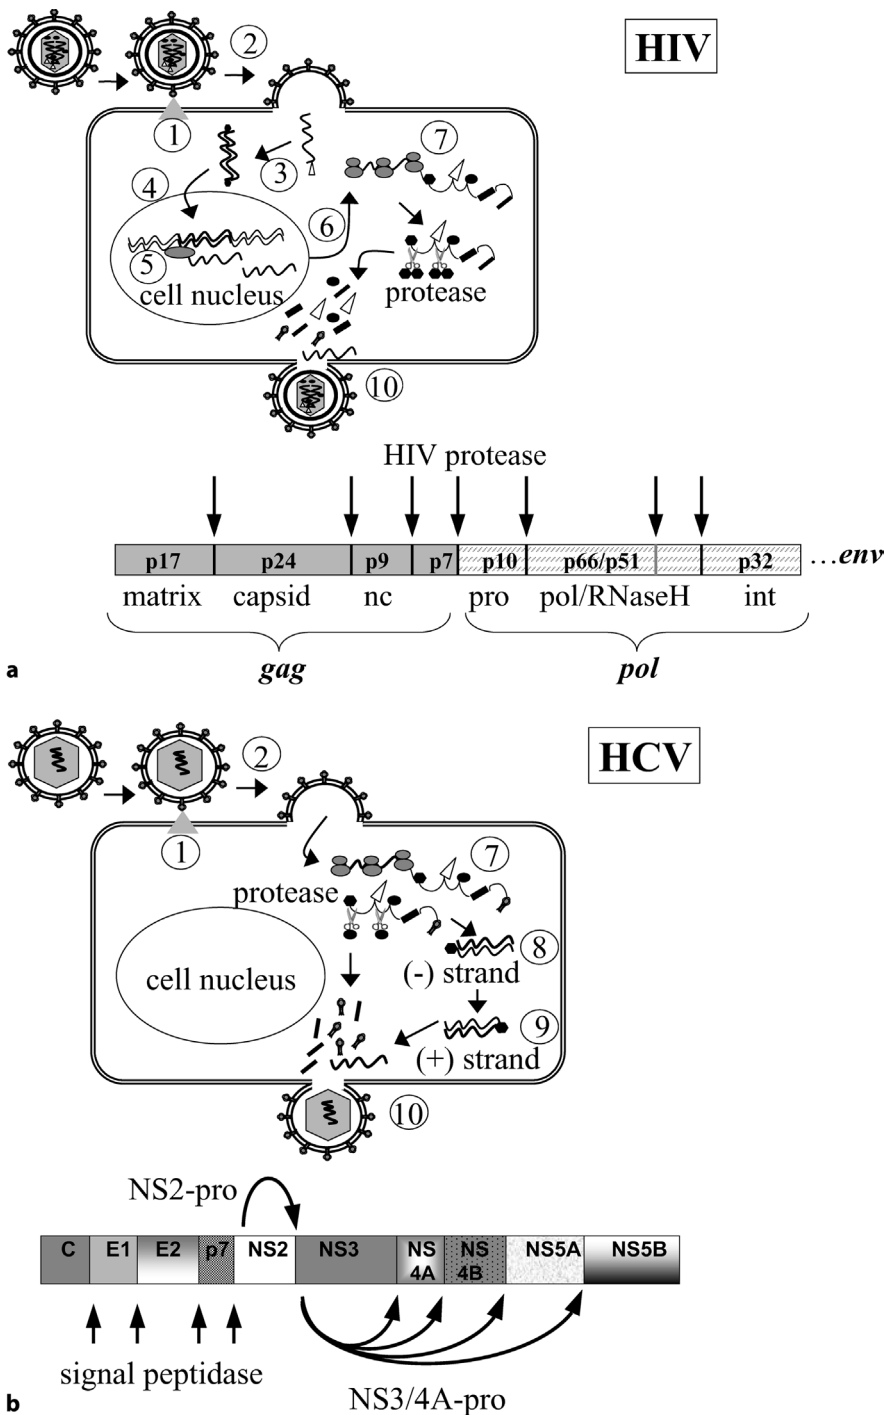 HIV
2
1
3
7
4
6
5
cell nucleus
protease
10
HIV protease
p17 p24 p9 p7 p10 p66/p51 p32 ...env
matrix capsid nc pro pol/RNaseH int
gag pol
a
HCV
2
1
7
protease
8
(-) strand
cell nucleus
9
(+) strand
10
NS2-pro
C E1 E2 p7 NS2 NS3 NS NS NS5A NS5B
4A 4B
signal peptidase
NS3/4A-pro
b